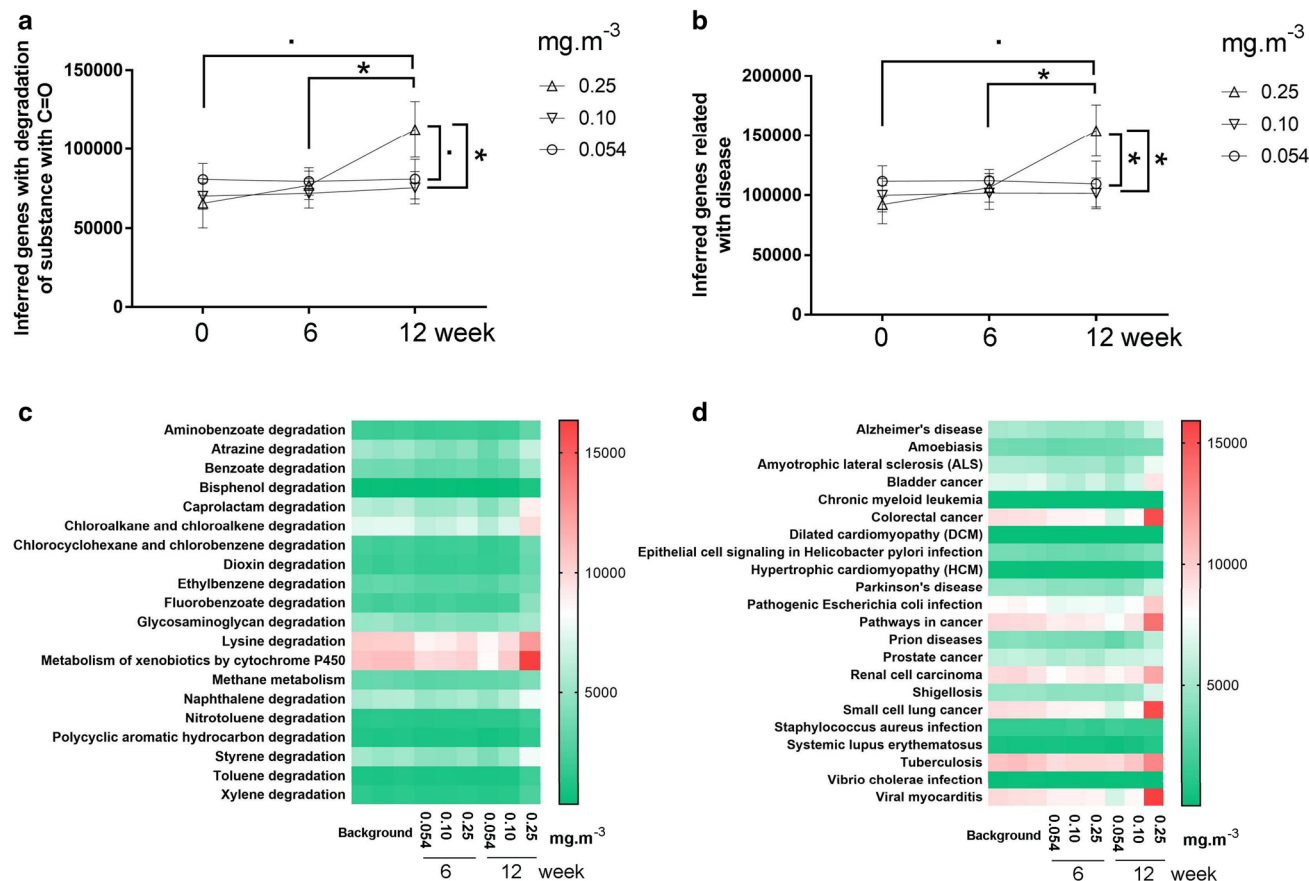 a
mg.m-3
0.25
0.10
0.054
Inferred genes with degradation
of substance with C=O
150000
100000
50000
0
0 6 12 week
. * . *
b
mg.m-3
0.25
0.10
0.054
Inferred genes related
with disease
200000
150000
100000
50000
0
0 6 12 week
. * * *
c
Aminobenzoate degradation
Atrazine degradation
Benzoate degradation
Bisphenol degradation
Caprolactam degradation
Chloroalkane and chloroalkene degradation
Chlorocyclohexane and chlorobenzene degradation
Dioxin degradation
Ethylbenzene degradation
Fluorobenzoate degradation
Glycosaminoglycan degradation
Lysine degradation
Metabolism of xenobiotics by cytochrome P450
Methane metabolism
Naphthalene degradation
Nitrotoluene degradation
Polycyclic aromatic hydrocarbon degradation
Styrene degradation
Toluene degradation
Xylene degradation
15000
10000
5000
Background 0.054 0.10 0.25 0.054 0.10 0.25 mg.m-3
6 12 week
d
Alzheimer's disease
Amoebiasis
Amyotrophic lateral sclerosis (ALS)
Bladder cancer
Chronic myeloid leukemia
Colorectal cancer
Dilated cardiomyopathy (DCM)
Epithelial cell signaling in Helicobacter pylori infection
Hypertrophic cardiomyopathy (HCM)
Parkinson's disease
Pathogenic Escherichia coli infection
Pathways in cancer
Prion diseases
Prostate cancer
Renal cell carcinoma
Shigellosis
Small cell lung cancer
Staphylococcus aureus infection
Systemic lupus erythematosus
Tuberculosis
Vibrio cholerae infection
Viral myocarditis
15000
10000
5000
Background 0.054 0.10 0.25 0.054 0.10 0.25 mg.m-3
6 12 week